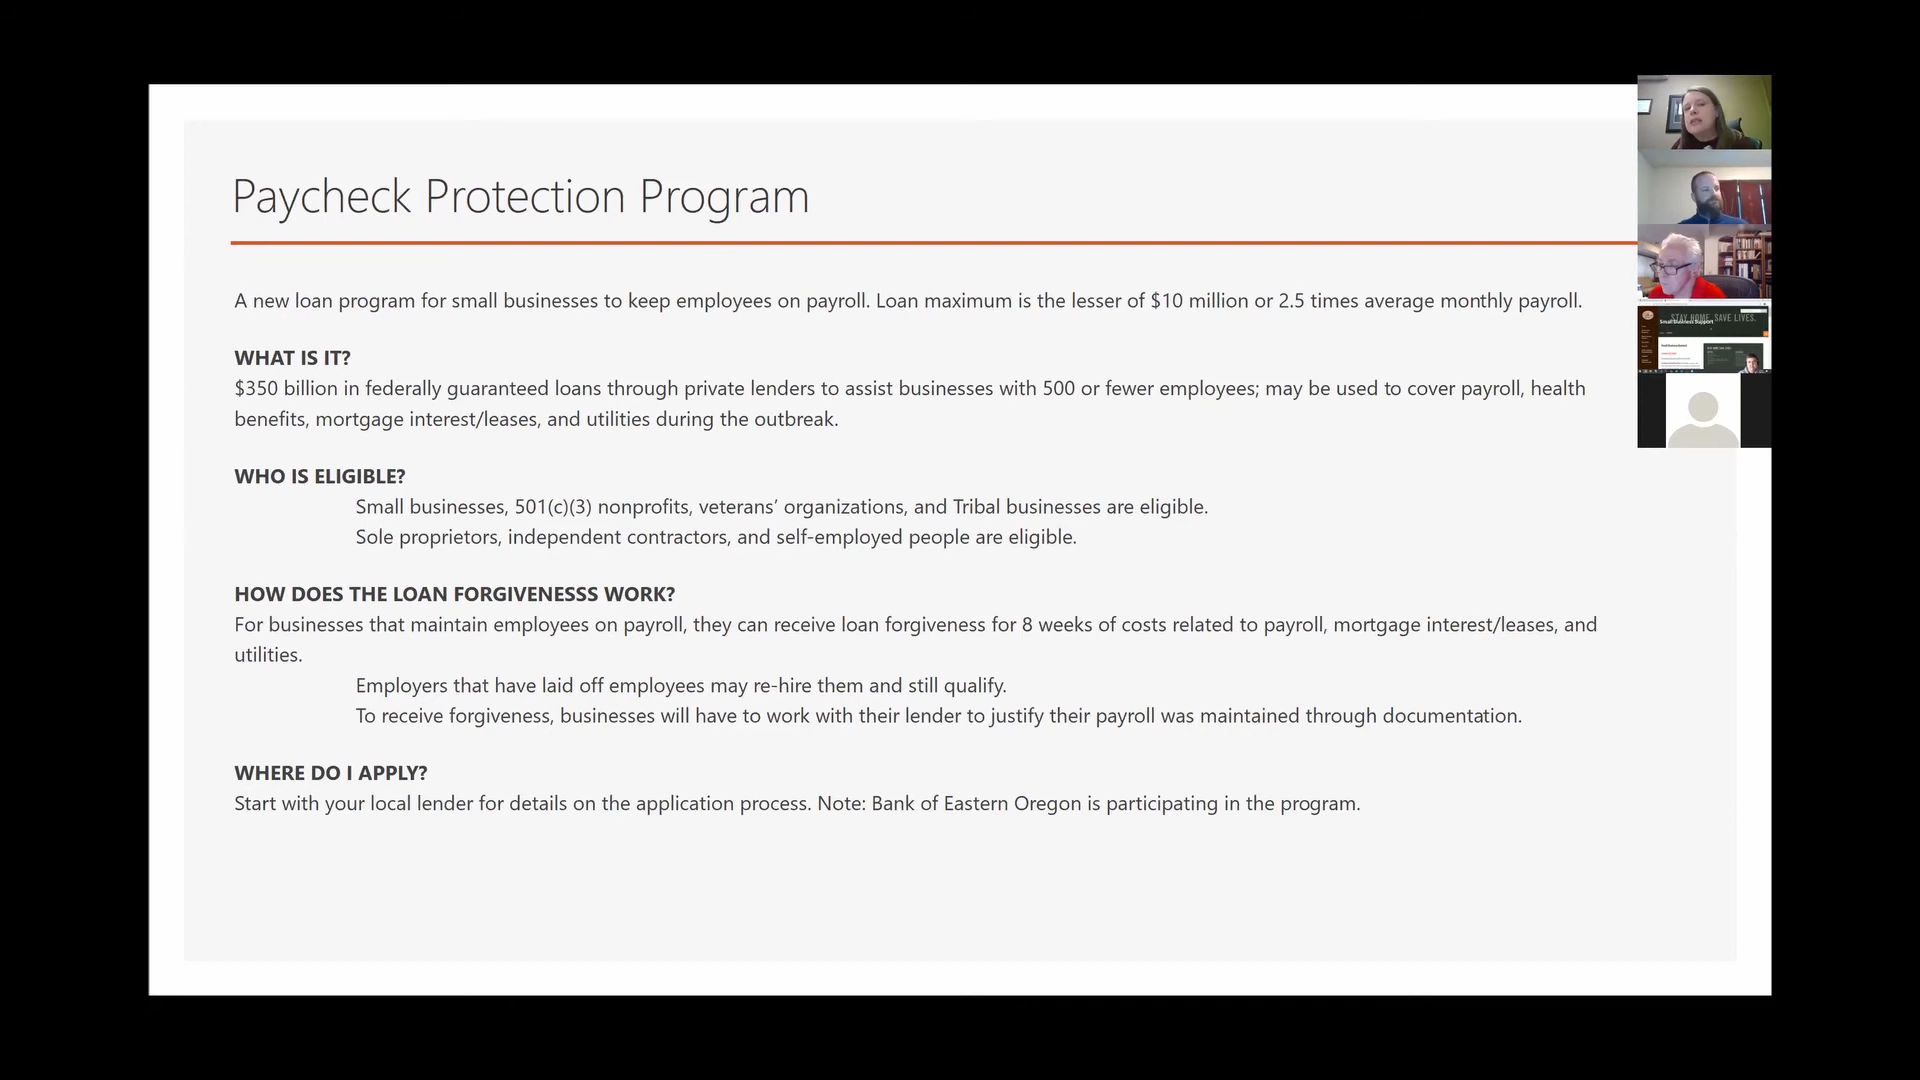 Paycheck Protection Program
A new loan program for small businesses to keep employees on payroll. Loan maximum is the lesser of $10 million or 2.5 times average monthly payroll.
WHAT IS IT?
$350 billion in federally guaranteed loans through private lenders to assist businesses with 500 or fewer employees; may be used to cover payroll, health
benefits, mortgage interest/leases, and utilities during the outbreak.
WHO IS ELIGIBLE?
Small businesses, 501(c)(3) nonprofits, veterans’ organizations, and Tribal businesses are eligible.
Sole proprietors, independent contractors, and self-employed people are eligible.
HOW DOES THE LOAN FORGIVENESSS WORK?
For businesses that maintain employees on payroll, they can receive loan forgiveness for 8 weeks of costs related to payroll, mortgage interest/leases, and
utilities.
Employers that have laid off employees may re-hire them and still qualify.
To receive forgiveness, businesses will have to work with their lender to justify their payroll was maintained through documentation.
WHERE DO I APPLY?
Start with your local lender for details on the application process. Note: Bank of Eastern Oregon is participating in the program.
STAY HOME, SAVE LIVES.
Small Business Support